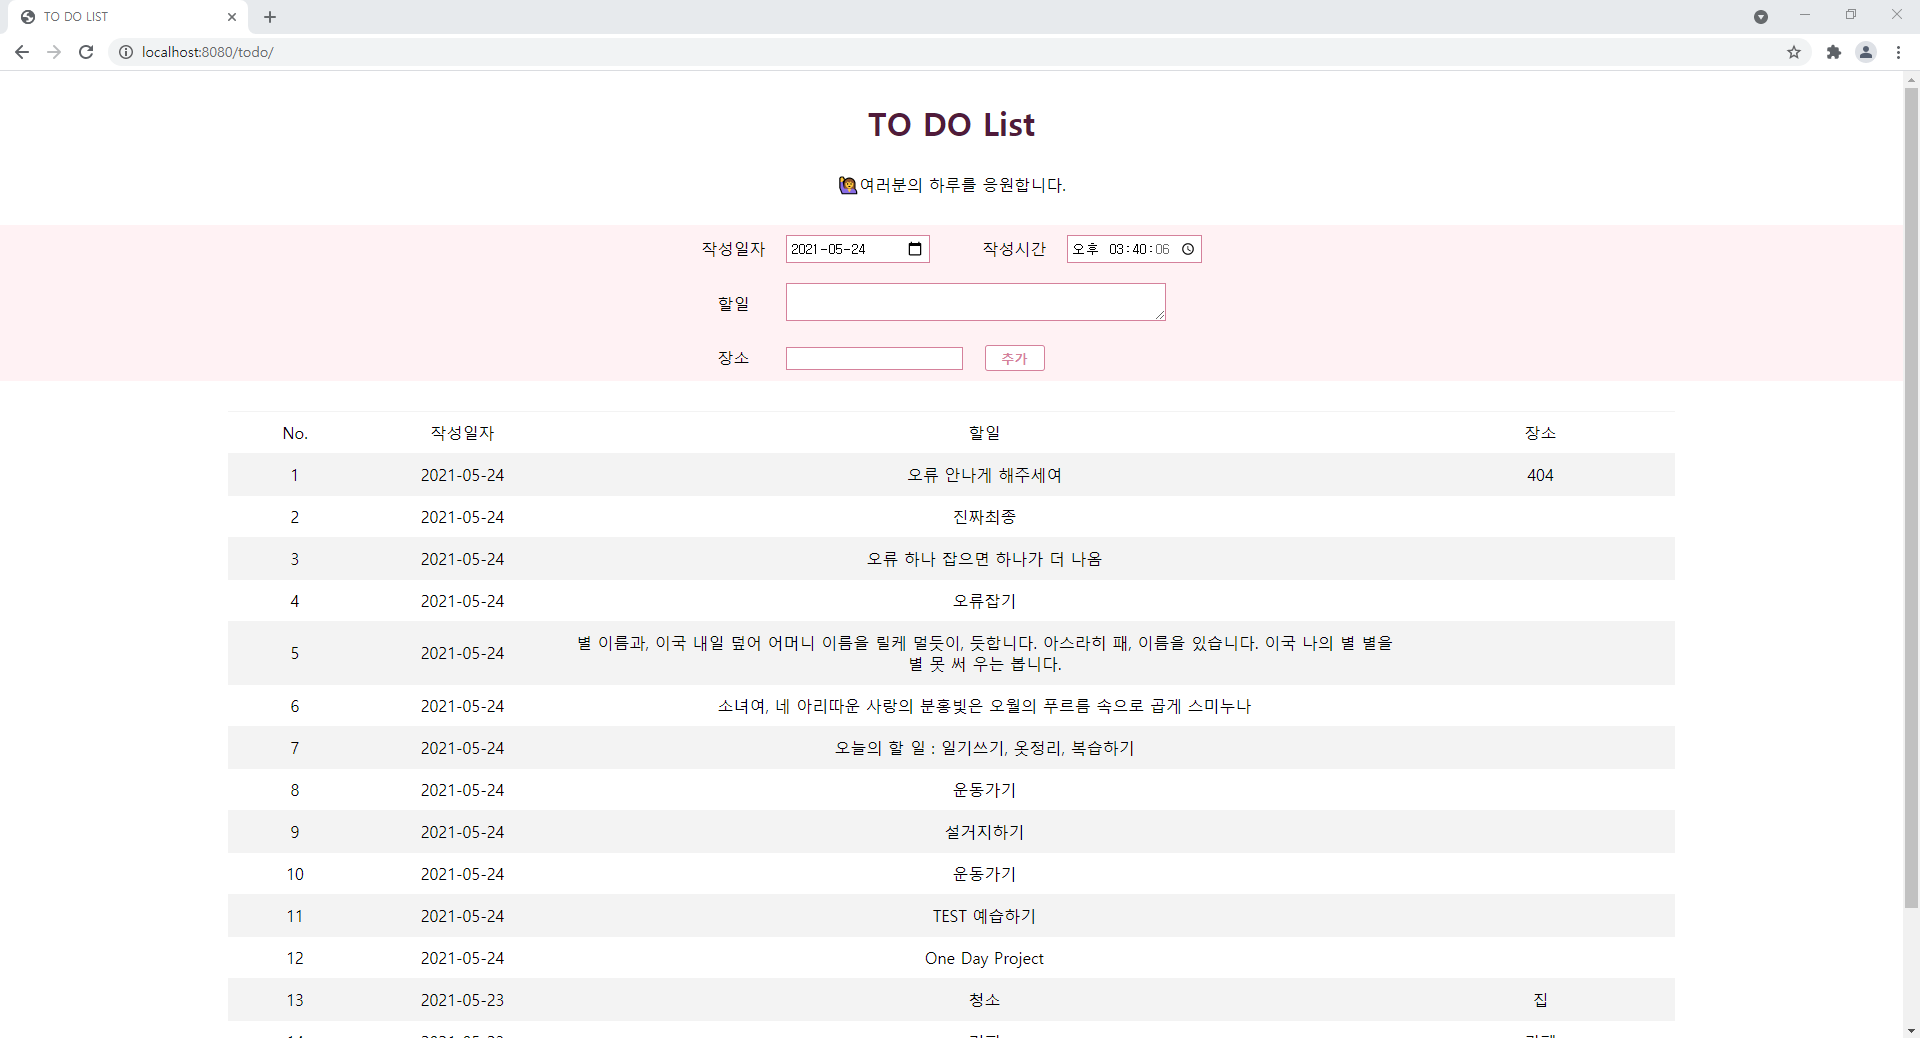 TO DO LIST
localhost:8080/todo/
TO DO List
여러분의 하루를 응원합니다.
작성일자 2021-05-24 작성시간 오후 03:40:06
할일
장소 추가
No. 작성일자 할일 장소
1 2021-05-24 오류 안나게 해주세여 404
2 2021-05-24 진짜최종
3 2021-05-24 오류 하나 잡으면 하나가 더 나옴
4 2021-05-24 오류잡기
5 2021-05-24 별 이름과, 이국 내일 덮어 어머니 이름을 릴케 멀듯이, 듯합니다. 아스라히 패, 이름을 있습니다. 이국 나의 별 별을
별 못 써 우는 봅니다.
6 2021-05-24 소녀여, 네 아리따운 사랑의 분홍빛은 오월의 푸르름 속으로 곱게 스미누나
7 2021-05-24 오늘의 할 일 : 일기쓰기, 옷정리, 복습하기
8 2021-05-24 운동가기
9 2021-05-24 설거지하기
10 2021-05-24 운동가기
11 2021-05-24 TEST 예습하기
12 2021-05-24 One Day Project
13 2021-05-23 청소 집